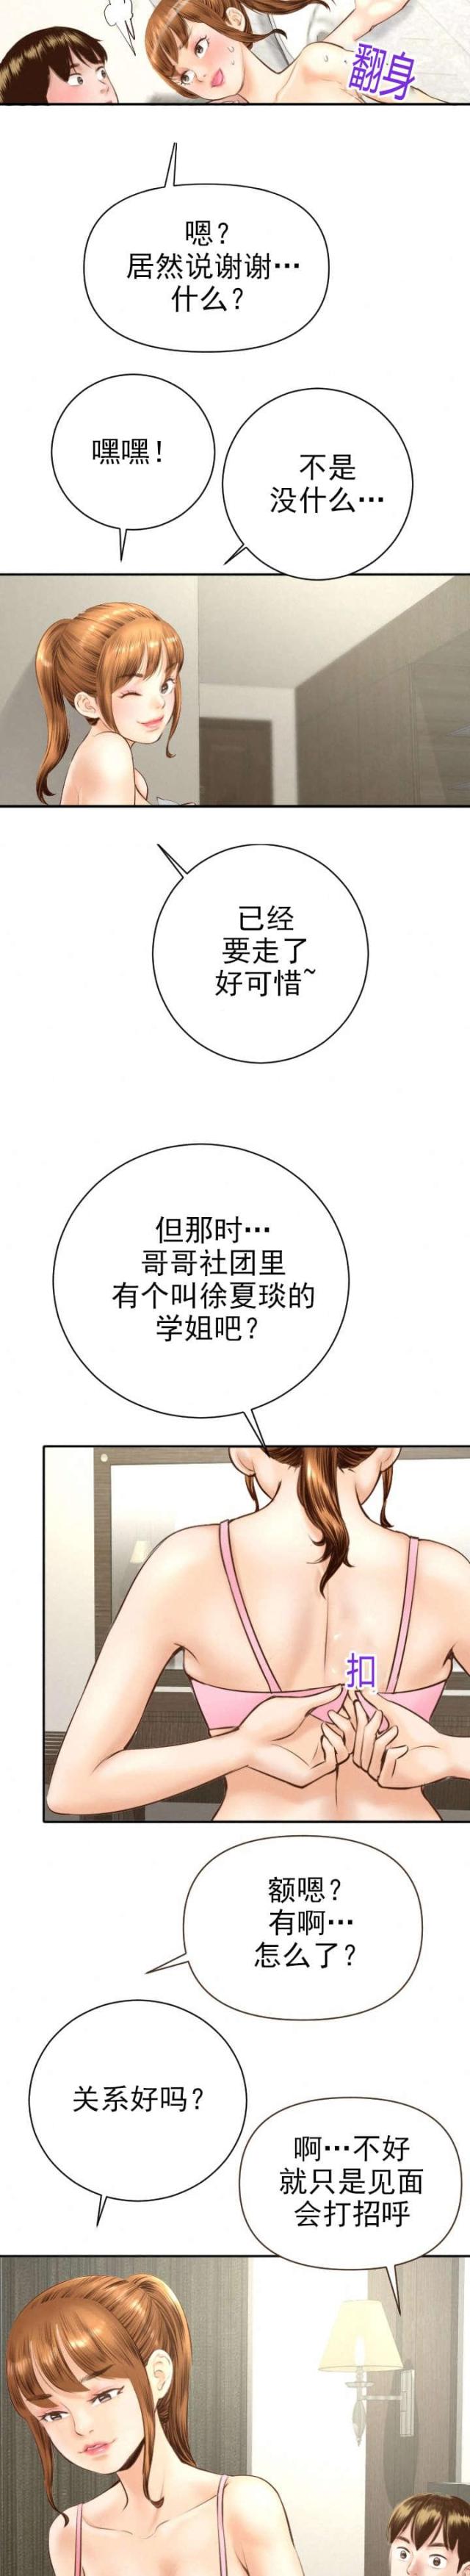 翻身
嗯？
居然说谢谢…
什么？
嘿嘿！
不是
没什么…
已经
要走了
好可惜~
但那时…
哥哥社团里
有个叫徐夏琰的
学姐吧？
扣
额嗯？
有啊…
怎么了？
关系好吗？
啊…不好
就只是见面
会打招呼